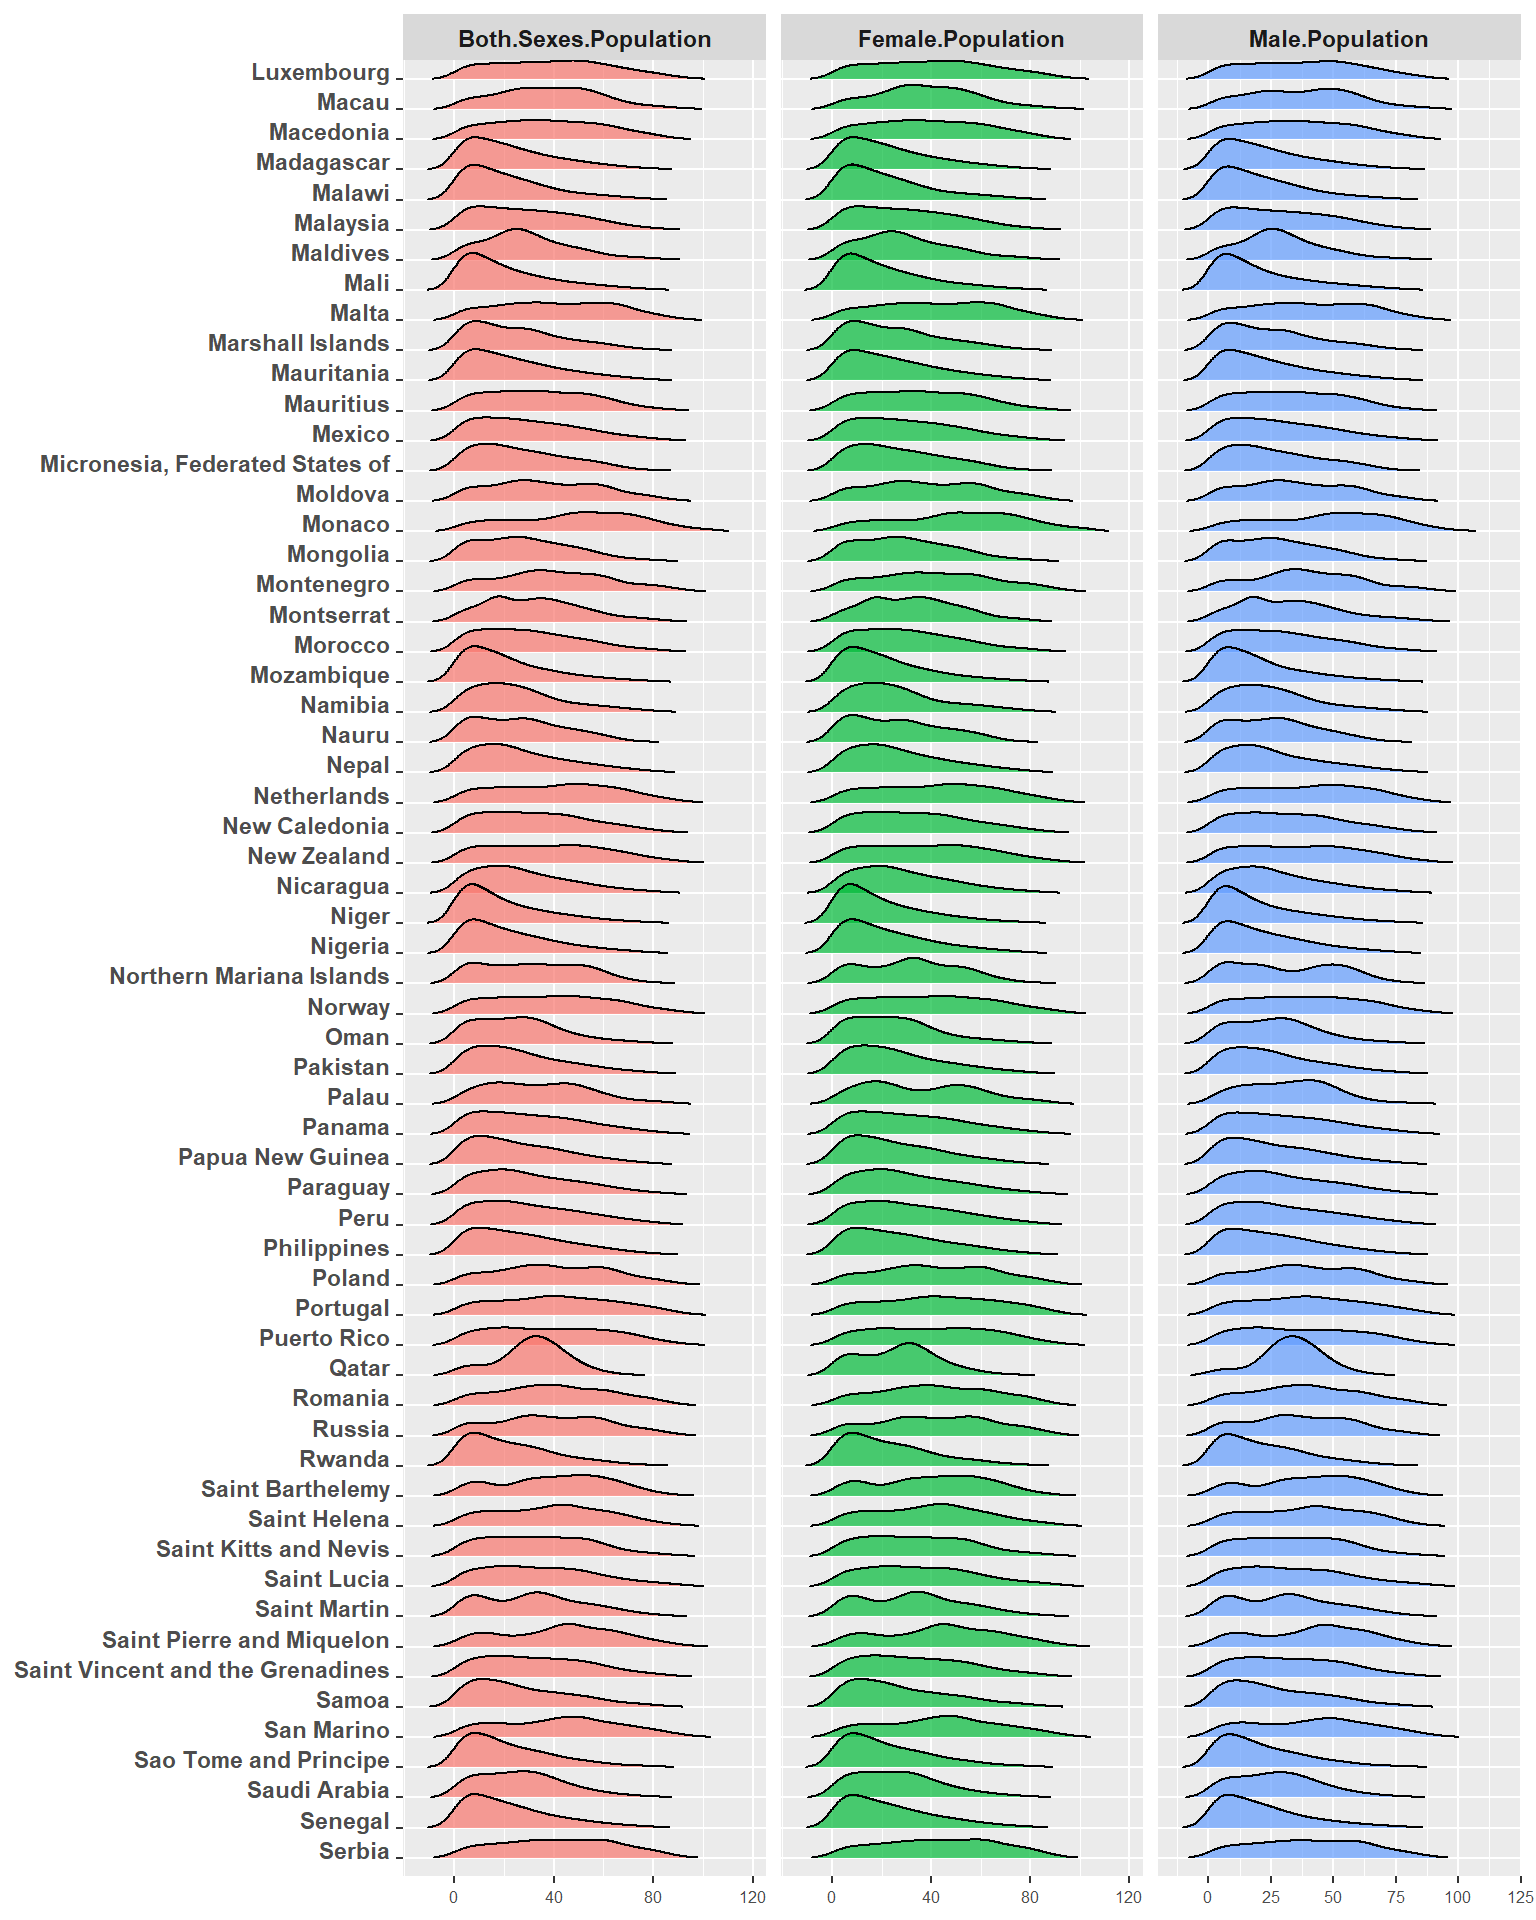 Both.Sexes.Population Female.Population Male.Population
Luxembourg
Macau
Macedonia
Madagascar
Malawi
Malaysia
Maldives
Mali
Malta
Marshall Islands
Mauritania
Mauritius
Mexico
Micronesia, Federated States of
Moldova
Monaco
Mongolia
Montenegro
Montserrat
Morocco
Mozambique
Namibia
Nauru
Nepal
Netherlands
New Caledonia
New Zealand
Nicaragua
Niger
Nigeria
Northern Mariana Islands
Norway
Oman
Pakistan
Palau
Panama
Papua New Guinea
Paraguay
Peru
Philippines
Poland
Portugal
Puerto Rico
Qatar
Romania
Russia
Rwanda
Saint Barthelemy
Saint Helena
Saint Kitts and Nevis
Saint Lucia
Saint Martin
Saint Pierre and Miquelon
Saint Vincent and the Grenadines
Samoa
San Marino
Sao Tome and Principe
Saudi Arabia
Senegal
Serbia
0 40 80 120 0 40 80 120 0 25 50 75 100 125